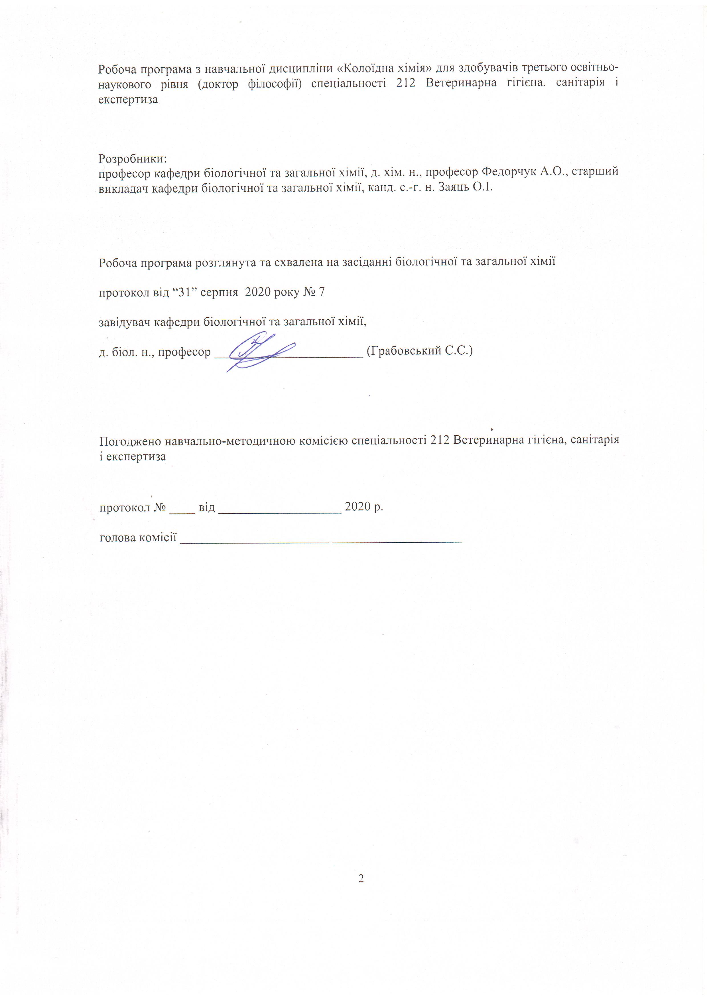 Робоча програма з навчальної дисципліни «Колоїдна хімія» для здобувачів третього освітньо-
наукового рівня (доктор філософії) спеціальності 212 Ветеринарна гігієна, санітарія і
експертиза
Розробники:
професор кафедри біологічної та загальної хімії, д. хім. н., професор Федорчук А.О., старший
викладач кафедри біологічної та загальної хімії, канд. с.-г. н. Заяць О.І.
Робоча програма розглянута та схвалена на засіданні біологічної та загальної хімії
протокол від “31” серпня 2020 року № 7
завідувач кафедри біологічної та загальної хімії,
д. біол. н., професор _______________________ (Грабовський С.С.)
Погоджено навчально-методичною комісією спеціальності 212 Ветеринарна гігієна, санітарія
і експертиза
протокол № ____ від ___________________ 2020 р.
голова комісії _______________________ ____________________
2